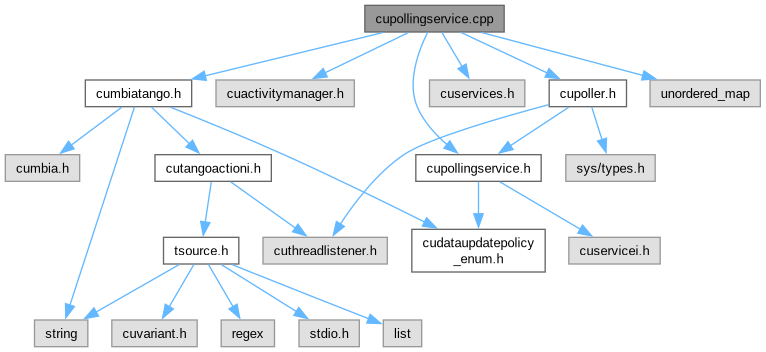 cupollingservice.cpp
cumbiatango.h
cuactivitymanager.h
cuservices.h
cupoller.h
unordered_map
cumbia.h
cutangoactioni.h
cupollingservice.h
sys/types.h
tsource.h
cuthreadlistener.h
cudataupdatepolicy
_enum.h
cuservicei.h
string
cuvariant.h
regex
stdio.h
list